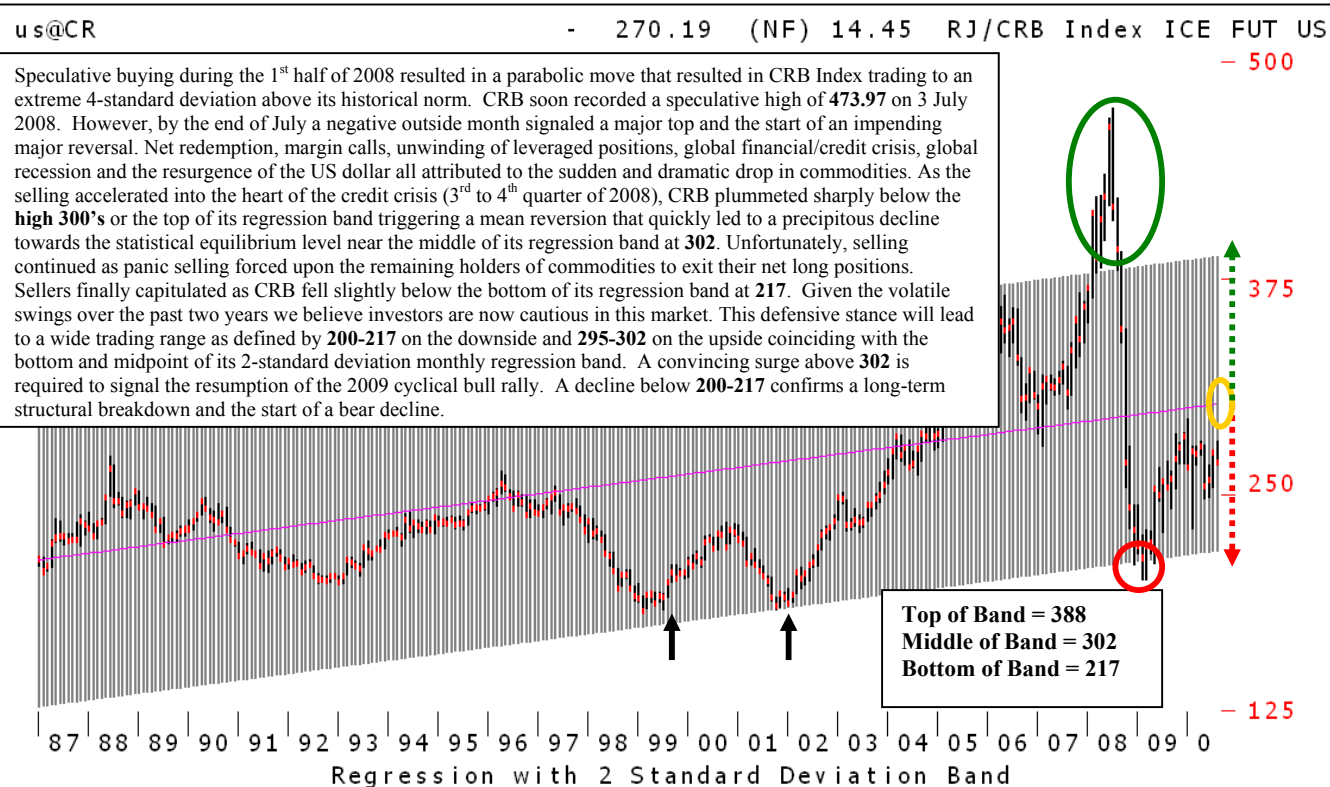 us@CR - 270.19 (NF) 14.45 RJ/CRB Index ICE FUT US
Speculative buying during the 1st half of 2008 resulted in a parabolic move that resulted in CRB Index trading to an
extreme 4-standard deviation above its historical norm. CRB soon recorded a speculative high of 473.97 on 3 July
2008. However, by the end of July a negative outside month signaled a major top and the start of an impending
major reversal. Net redemption, margin calls, unwinding of leveraged positions, global financial/credit crisis, global
recession and the resurgence of the US dollar all attributed to the sudden and dramatic drop in commodities. As the
selling accelerated into the heart of the credit crisis (3rd to 4th quarter of 2008), CRB plummeted sharply below the
high 300's or the top of its regression band triggering a mean reversion that quickly led to a precipitous decline
towards the statistical equilibrium level near the middle of its regression band at 302. Unfortunately, selling
continued as panic selling forced upon the remaining holders of commodities to exit their net long positions.
Sellers finally capitulated as CRB fell slightly below the bottom of its regression band at 217. Given the volatile
swings over the past two years we believe investors are now cautious in this market. This defensive stance will lead
to a wide trading range as defined by 200-217 on the downside and 295-302 on the upside coinciding with the
bottom and midpoint of its 2-standard deviation monthly regression band. A convincing surge above 302 is
required to signal the resumption of the 2009 cyclical bull rally. A decline below 200-217 confirms a long-term
structural breakdown and the start of a bear decline.
500
375
250
125
Top of Band = 388
Middle of Band = 302
Bottom of Band = 217
87 88 89 90 91 92 93 94 95 96 97 98 99 00 01 02 03 04 05 06 07 08 09 0
Regression with 2 Standard Deviation Band